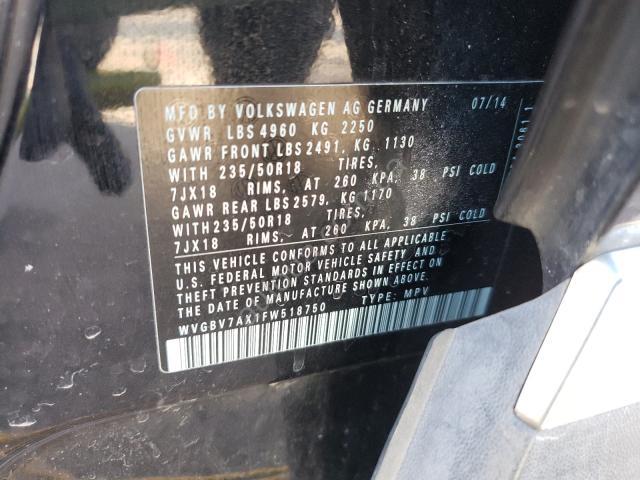 MFD BY VOLKSWAGEN AG GERMANY 07/14
GVWR LBS 4960 KG 2250
GAWR FRONT LBS 2491, KG 1130
WITH 235/50R18 TIRES,
7JX18 RIMS, AT 260 KPA, 38 PSI COLD
GAWR REAR LBS 2579, KG 1170
WITH 235/50R18 TIRES,
7JX18 RIMS, AT 260 KPA, 38 PSI COLD
THIS VEHICLE CONFORMS TO ALL APPLICABLE
U.S. FEDERAL MOTOR VEHICLE SAFETY AND
THEFT PREVENTION STANDARDS IN EFFECT ON
THE DATE OF MANUFACTURE SHOWN ABOVE.
WVGBV7AX1FW518750 TYPE: MPV